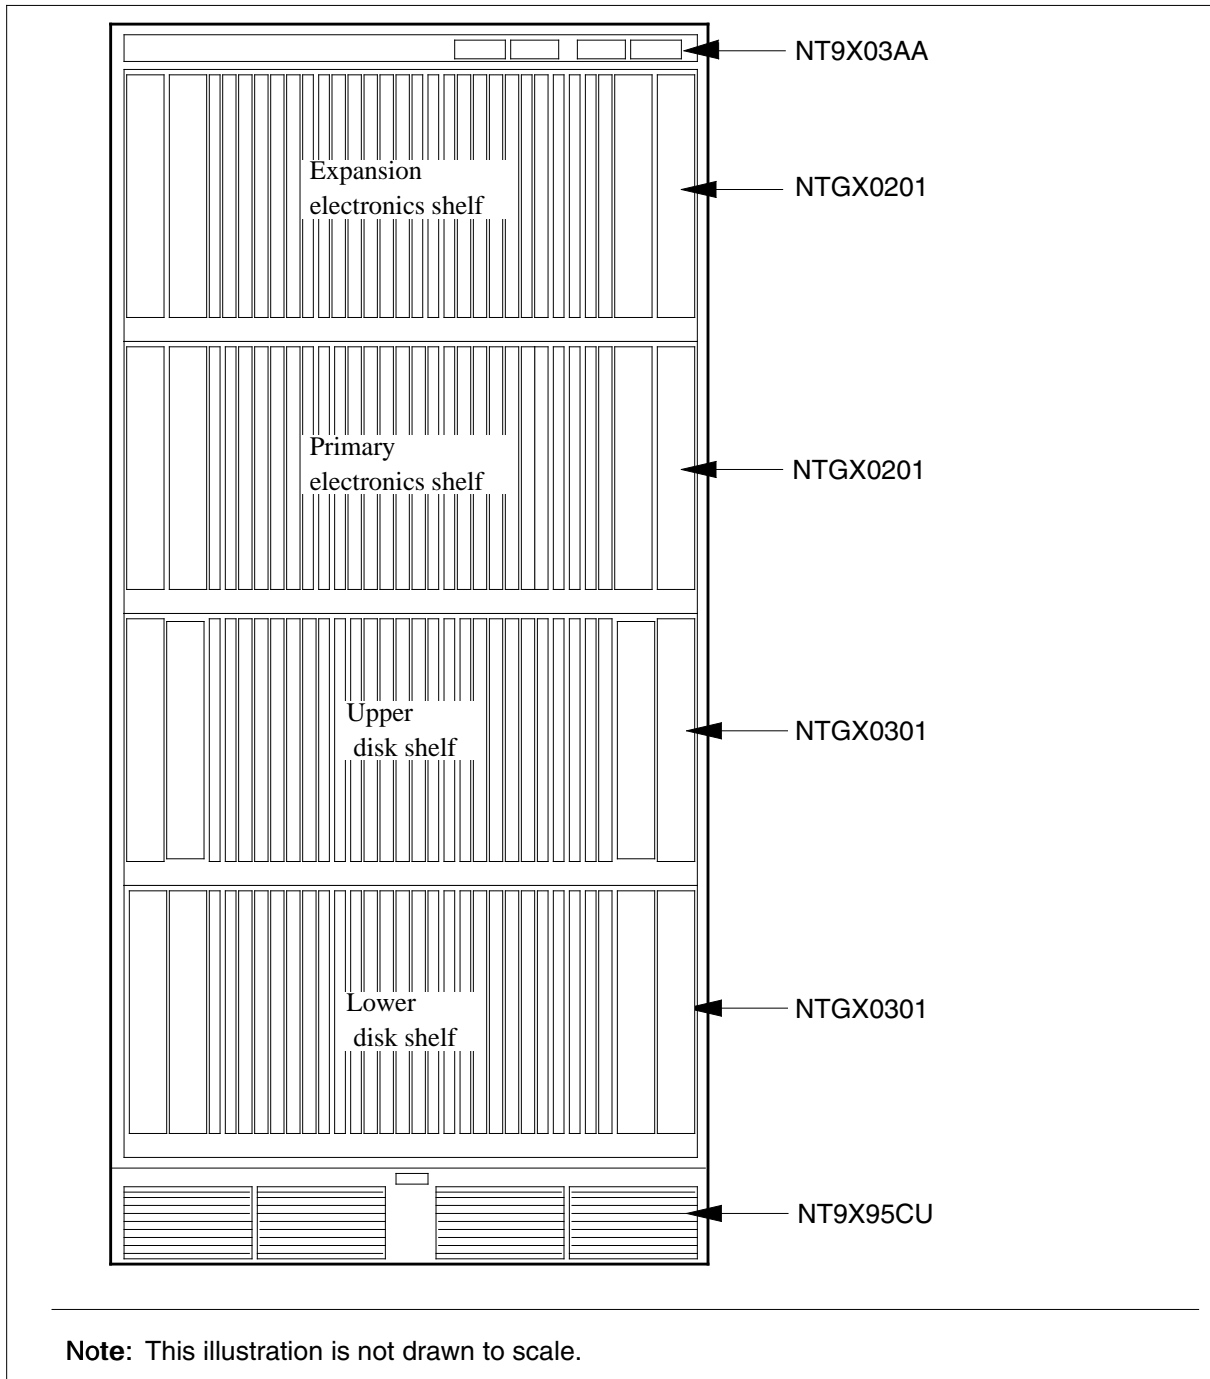 NT9X03AA
Expansion
electronics shelf
NTGX0201
Primary
electronics shelf
NTGX0201
Upper
disk shelf
NTGX0301
Lower
disk shelf
NTGX0301
NT9X95CU
Note: This illustration is not drawn to scale.